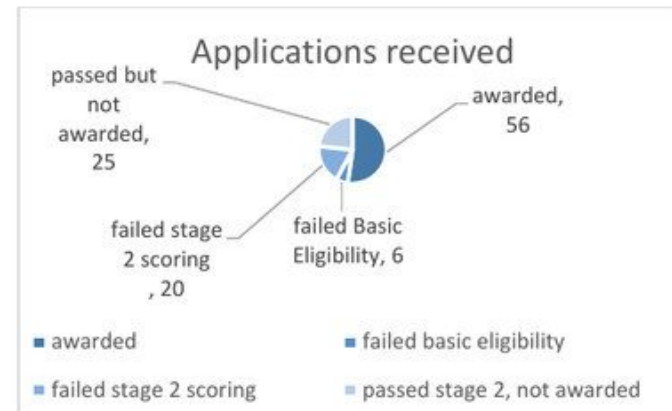 Applications received
passed but
not
awarded,
25
awarded,
56
failed stage
2 scoring
, 20
failed Basic
Eligibility, 6
awarded
failed basic eligibility
failed stage 2 scoring
passed stage 2, not awarded